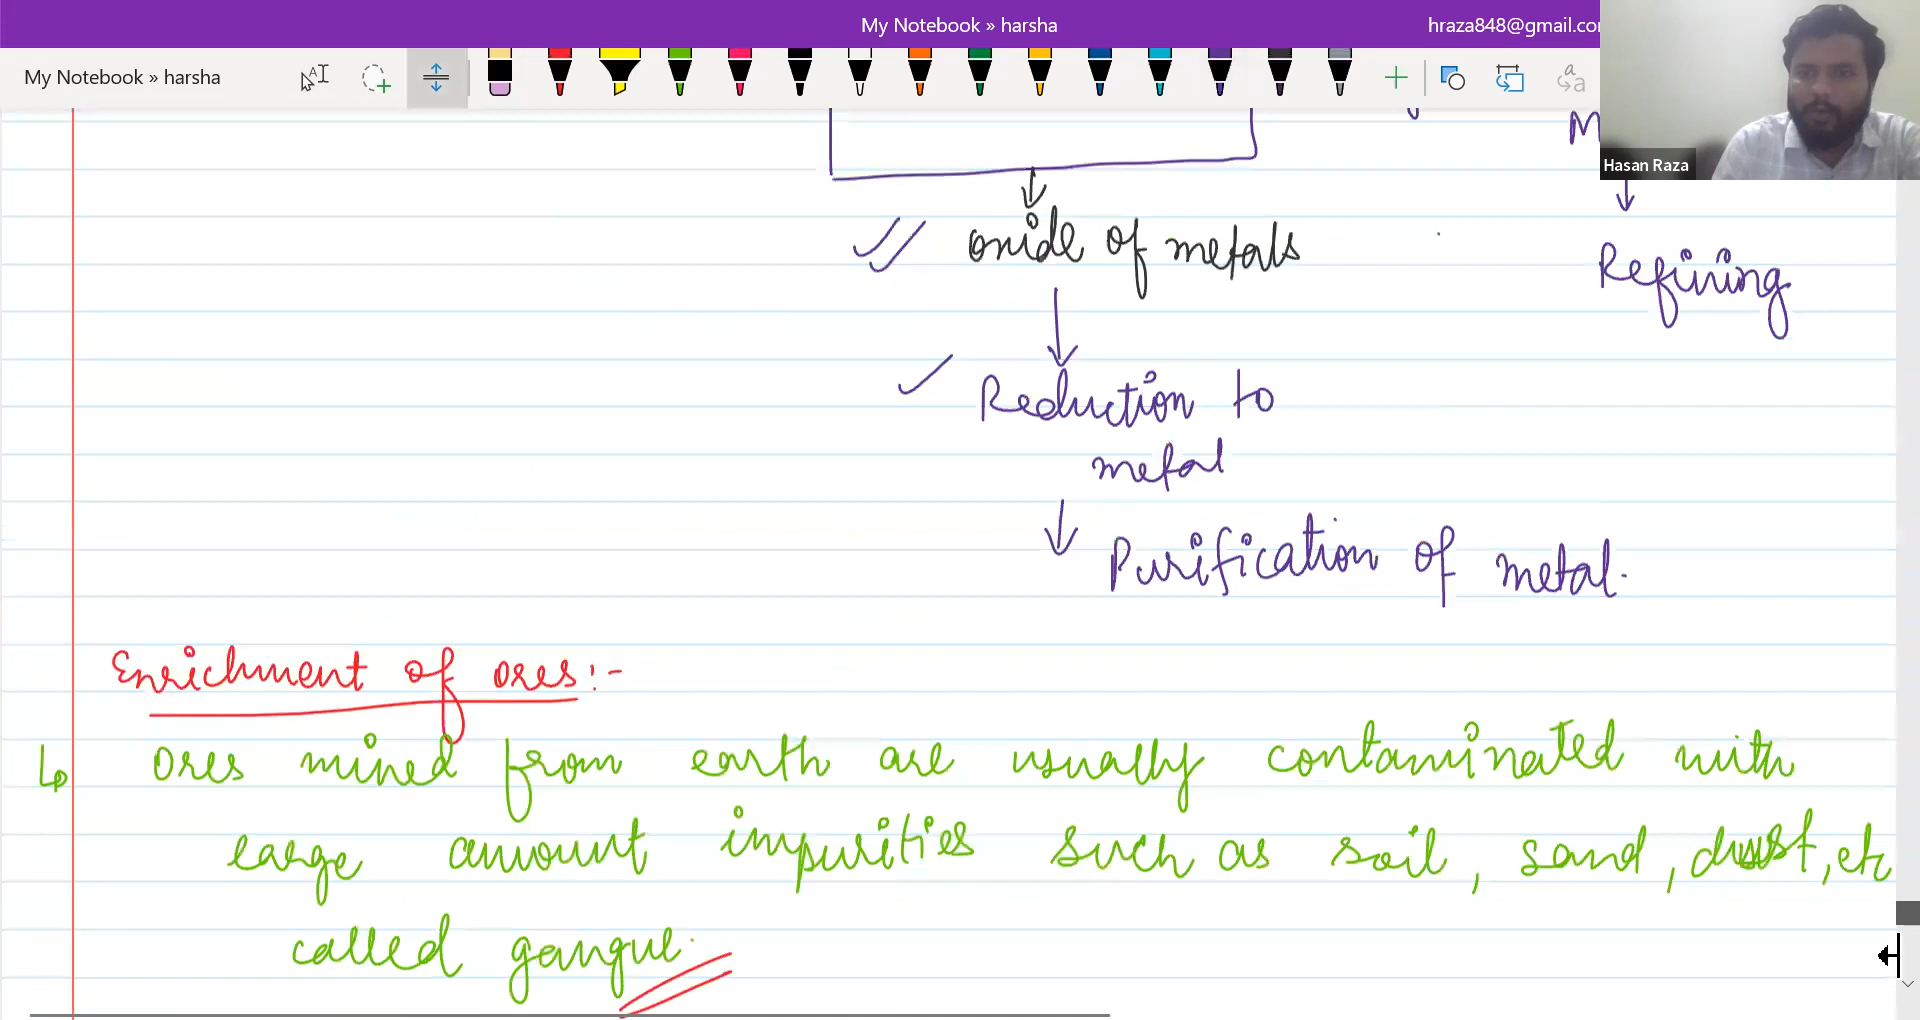 My Notebook » harsha
hraza848@gmail.co
My Notebook » harsha
Hasan Raza
M
oxide of metals
Refining
Reduction to
metal
Purification of metal.
Enrichment of ores:-
ores mined from earth are usually contaminated with
large amount impurities such as soil, sand, dust, etc
called gangue.